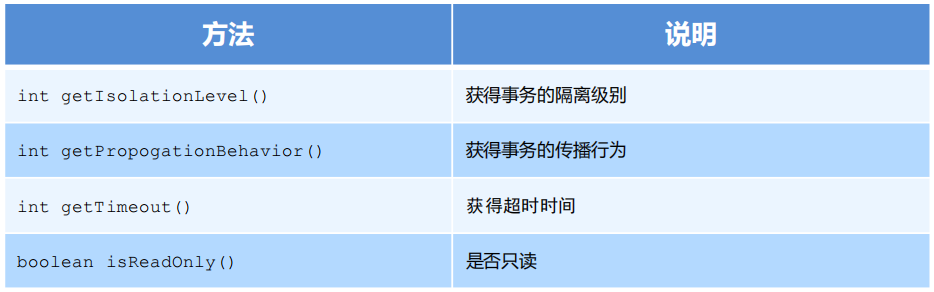 方法 说明
int getIsolationLevel() 获得事务的隔离级别
int getPropogationBehavior() 获得事务的传播行为
int getTimeout() 获得超时时间
boolean isReadOnly() 是否只读